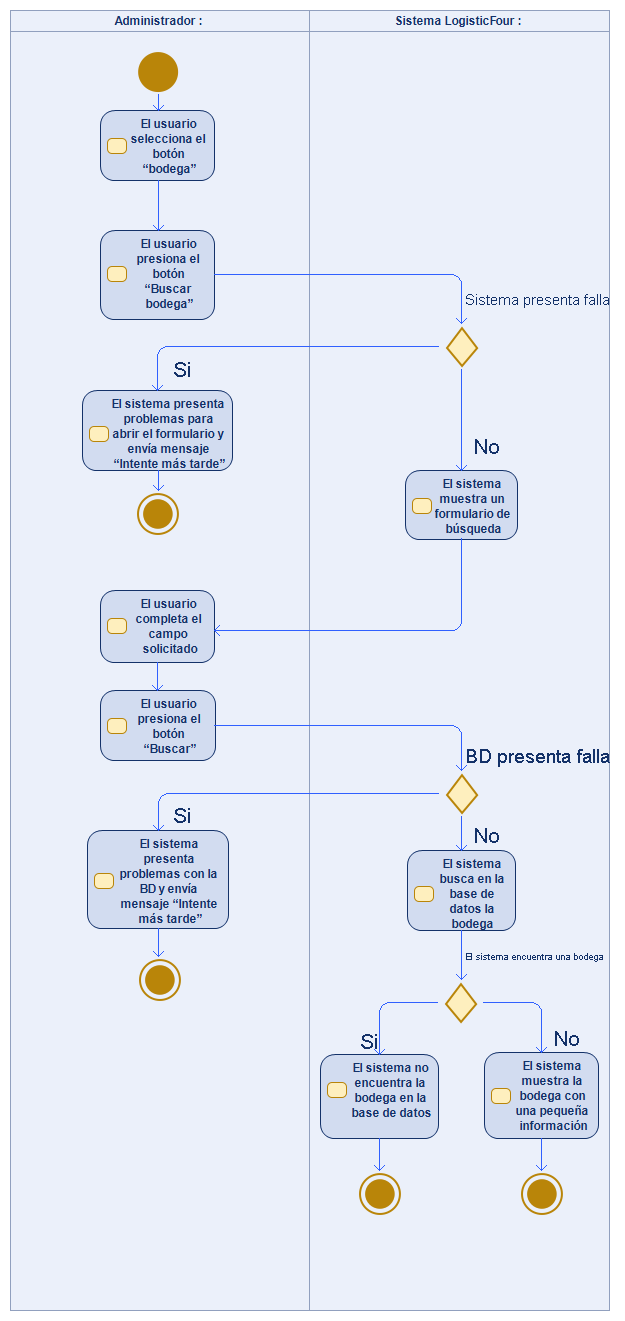 Administrador :
Sistema LogisticFour :
El usuario
selecciona el
botón
“bodega”
El usuario
presiona el
botón
“Buscar
bodega”
Sistema presenta falla
Si
El sistema presenta
problemas para
abrir el formulario y
envía mensaje
“Intente más tarde”
No
El sistema
muestra un
formulario de
búsqueda
El usuario
completa el
campo
solicitado
El usuario
presiona el
botón
“Buscar”
BD presenta falla
Si
El sistema
presenta
problemas con la
BD y envía
mensaje “Intente
más tarde”
No
El sistema
busca en la
base de
datos la
bodega
El sistema encuentra una bodega
Si
El sistema no
encuentra la
bodega en la
base de datos
No
El sistema
muestra la
bodega con
una pequeña
información